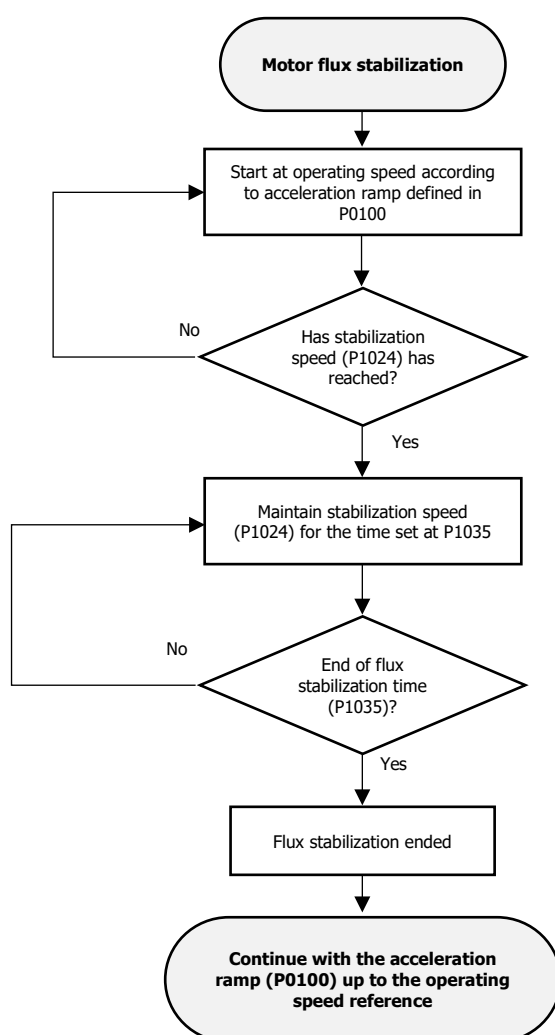 Motor flux stabilization
Start at operating speed according
to acceleration ramp defined in
P0100
No
Has stabilization
speed (P1024) has
reached?
Yes
Maintain stabilization speed
(P1024) for the time set at P1035
No
End of flux
stabilization time
(P1035)?
Yes
Flux stabilization ended
Continue with the acceleration
ramp (P0100) up to the operating
speed reference